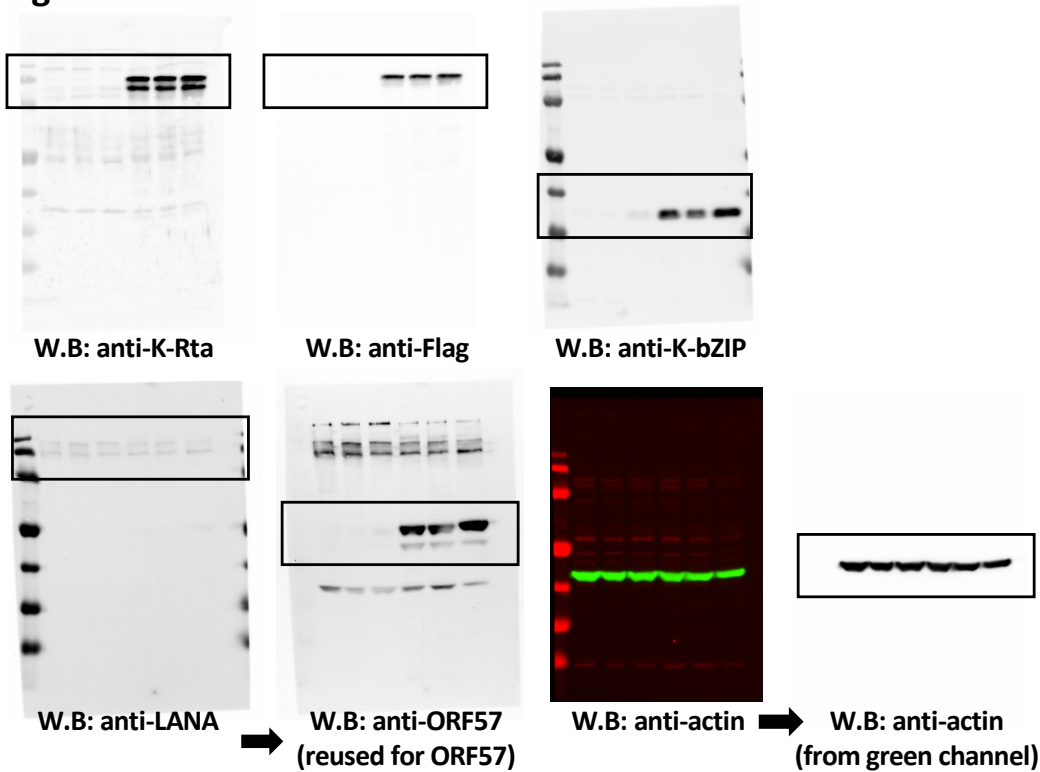 W.B: anti-K-Rta
W.B: anti-Flag
W.B: anti-K-bZIP
W.B: anti-LANA
W.B: anti-ORF57
(reused for ORF57)
W.B: anti-actin
W.B: anti-actin
(from green channel)